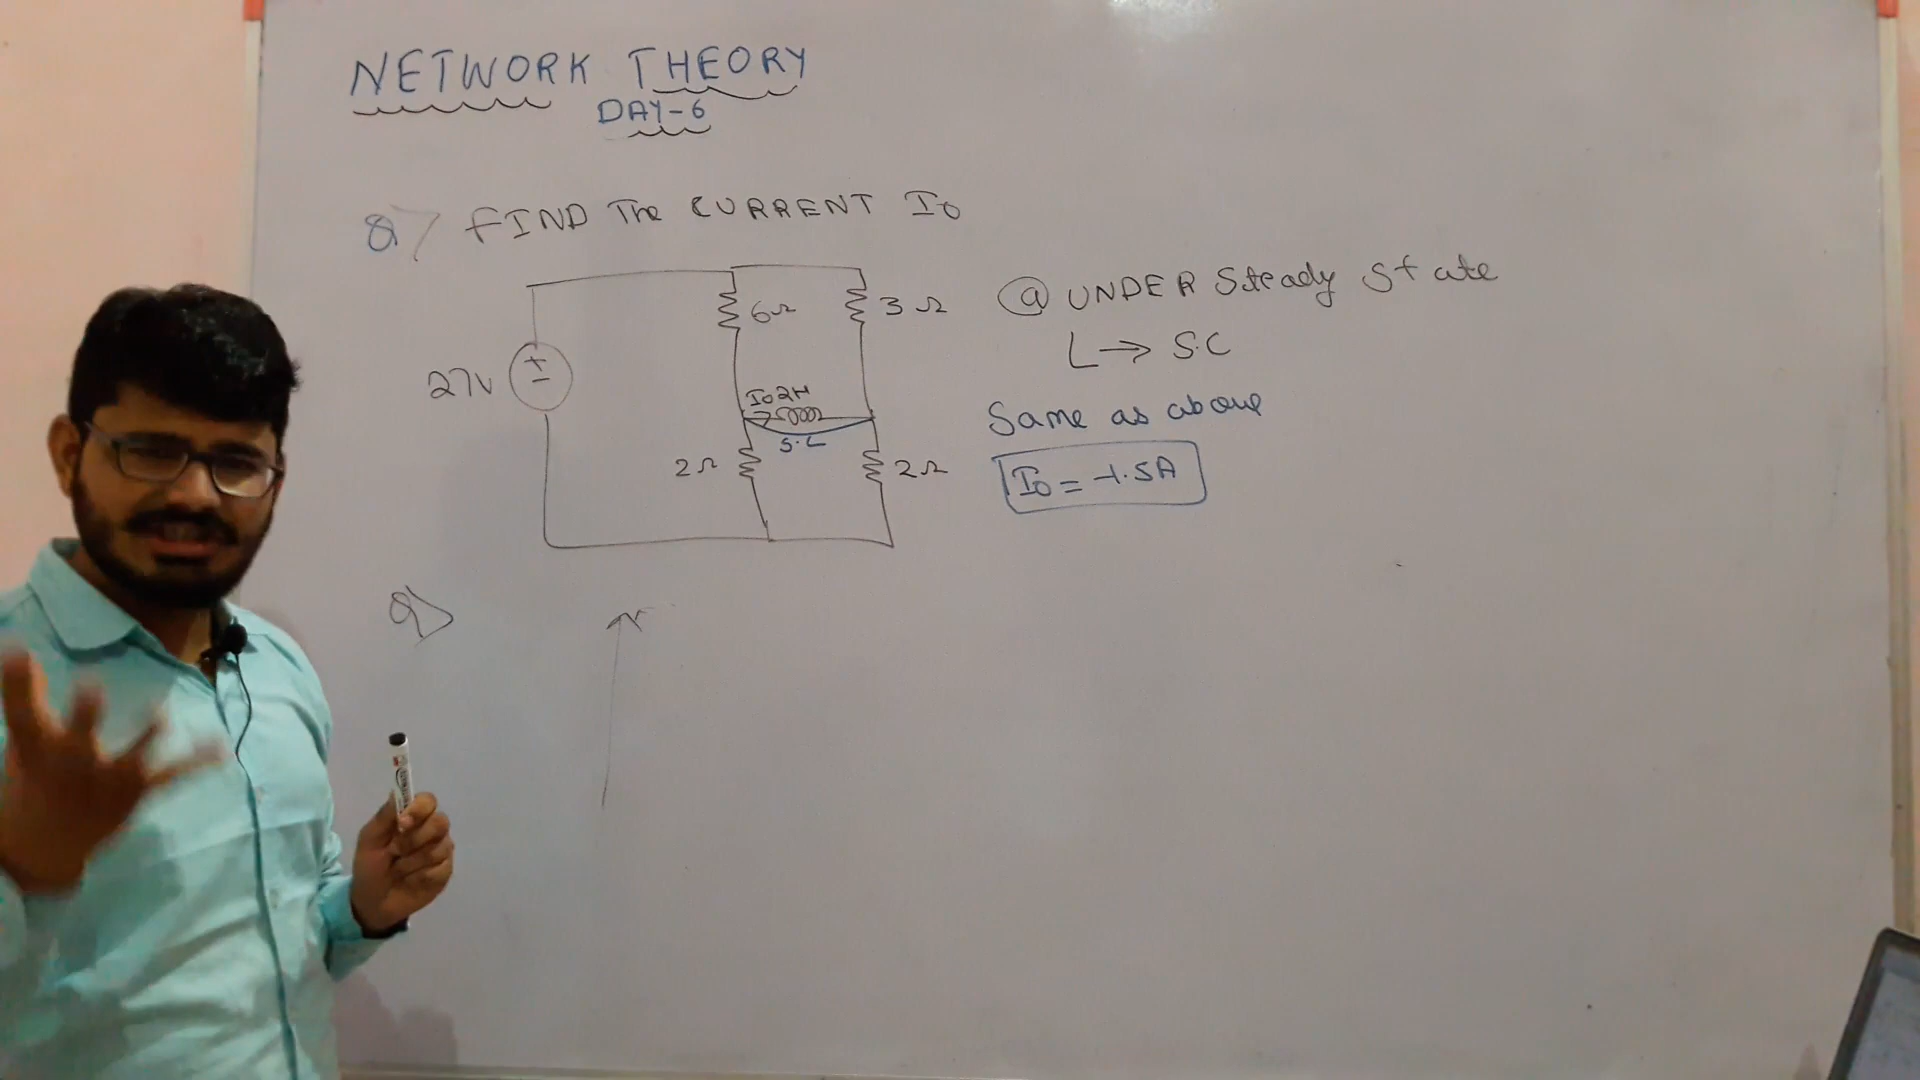 NETWORK THEORY
DAY-6
Q> FIND The CURRENT Io
6Ω
3Ω
27V
+
-
Io 2H
S.C
2Ω
2Ω
@ UNDER Steady State
L → S.C
Same as above
Io = -1.5A
Q>